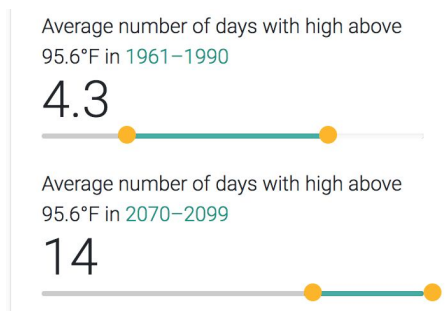 Average number of days with high above
95.6°F in 1961–1990
4.3
Average number of days with high above
95.6°F in 2070–2099
14